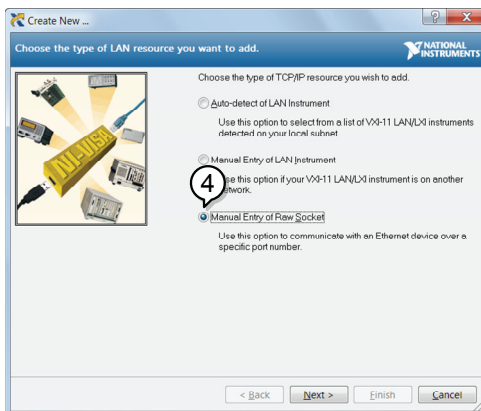 Create New ...
Choose the type of LAN resource you want to add.
NATIONAL
INSTRUMENTS
Choose the type of TCP/IP resource you wish to add.
Auto-detect of LAN Instrument
Use this option to select from a list of VXI-11 LAN/LXI instruments
detected on your local subnet
Manual Entry of LAN Instrument
se this option if your VXI-11 LAN/LXI instrument is on another
etwork.
4
Manual Entry of Raw Socket
Use this option to communicate with an Ethernet device over a
specific port number.
NI-VISA
< Back
Next >
Finish
Cancel